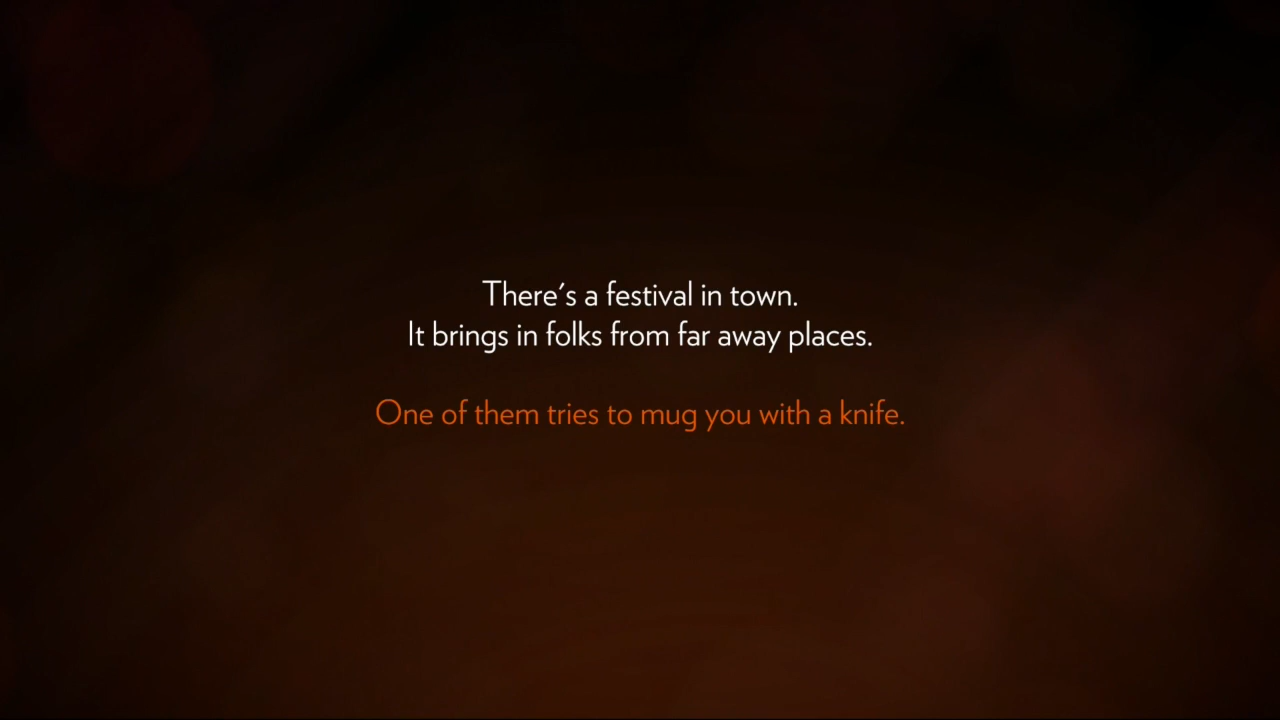 There's a festival in town.
It brings in folks from far away places.
One of them tries to mug you with a knife.